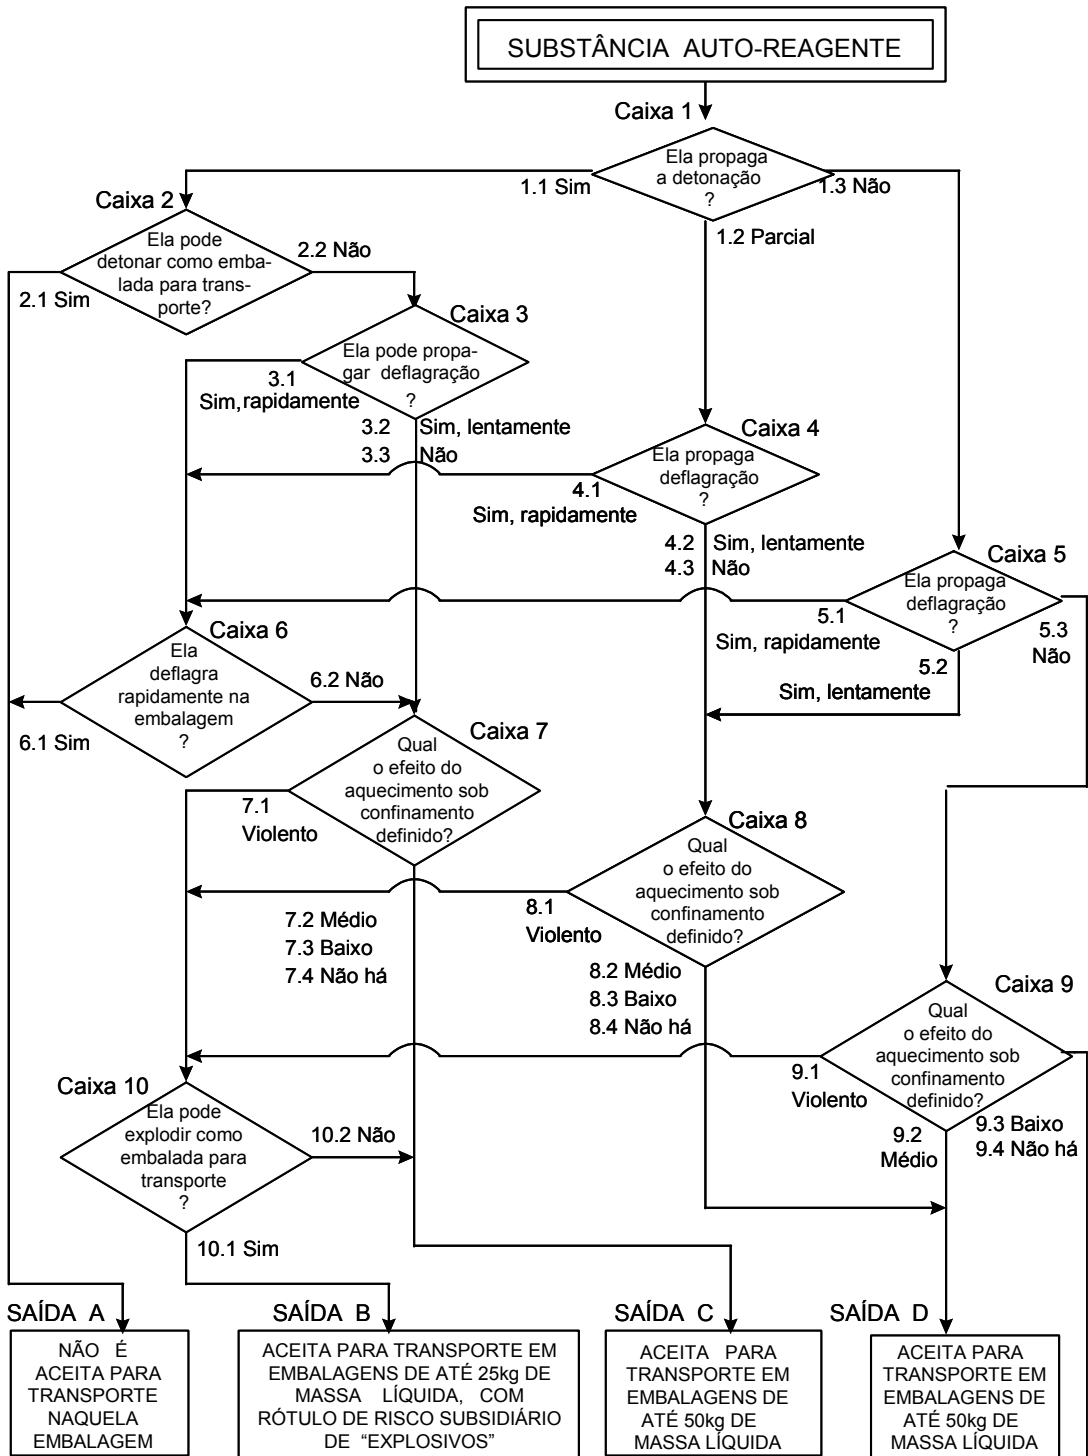 SUBSTÂNCIA AUTO-REAGENTE
Caixa 1
Ela propaga
a detonação
?
1.1 Sim
1.3 Não
1.2 Parcial
Caixa 2
Ela pode
detonar como emba-
lada para trans-
porte?
2.2 Não
2.1 Sim
Caixa 3
Ela pode propa-
gar deflagração
?
3.1
Sim, rapidamente
3.2 Sim, lentamente
3.3 Não
Caixa 4
Ela propaga
deflagração
?
4.1
Sim, rapidamente
4.2 Sim, lentamente
4.3 Não
Caixa 5
Ela propaga
deflagração
?
5.1
Sim, rapidamente
5.3
Não
5.2
Sim, lentamente
Caixa 6
Ela
deflagra
rapidamente na
embalagem
?
6.2 Não
6.1 Sim
Caixa 7
Qual
o efeito do
aquecimento sob
confinamento
definido?
7.1
Violento
7.2 Médio
7.3 Baixo
7.4 Não há
Caixa 8
Qual
o efeito do
aquecimento sob
confinamento
definido?
8.1
Violento
8.2 Médio
8.3 Baixo
8.4 Não há
Caixa 9
Qual
o efeito do
aquecimento sob
confinamento
definido?
9.1
Violento
9.2
Médio
9.3 Baixo
9.4 Não há
Caixa 10
Ela pode
explodir como
embalada para
transporte
?
10.2 Não
10.1 Sim
SAÍDA A
NÃO É
ACEITA PARA
TRANSPORTE
NAQUELA
EMBALAGEM
SAÍDA B
ACEITA PARA TRANSPORTE EM
EMBALAGENS DE ATÉ 25kg DE
MASSA LÍQUIDA, COM
RÓTULO DE RISCO SUBSIDIÁRIO
DE “EXPLOSIVOS”
SAÍDA C
ACEITA PARA
TRANSPORTE EM
EMBALAGENS DE
ATÉ 50kg DE
MASSA LÍQUIDA
SAÍDA D
ACEITA PARA
TRANSPORTE EM
EMBALAGENS DE
ATÉ 50kg DE
MASSA LÍQUIDA